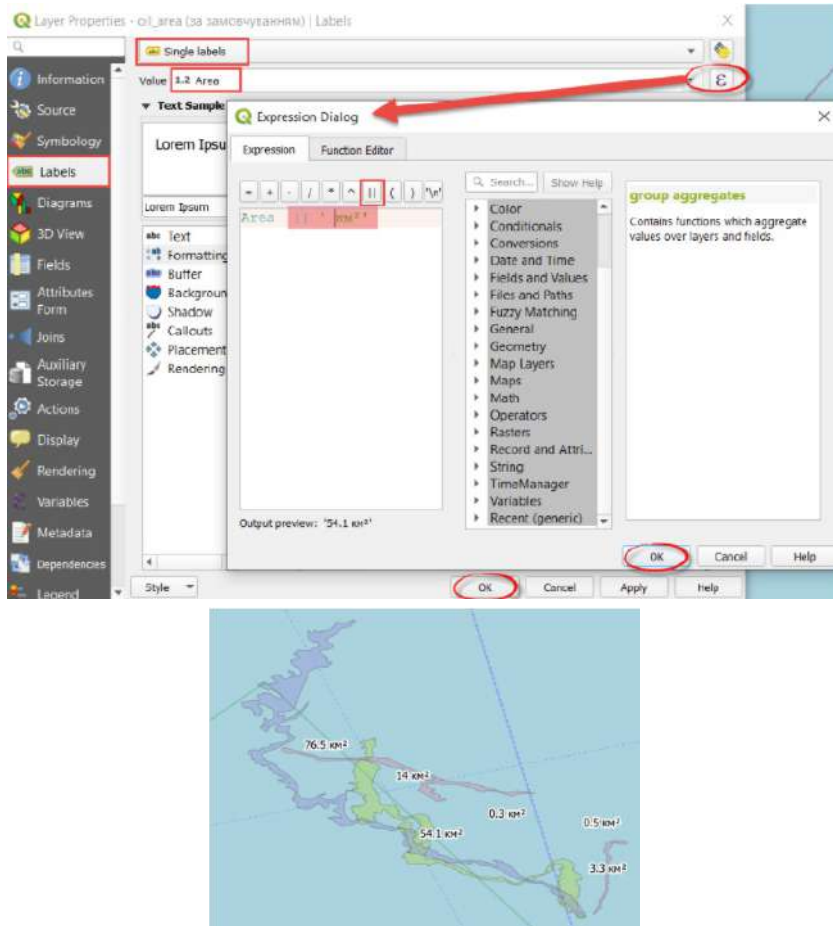 Layer Properties - oil_area (за замовчуванням) | Labels
Single labels
Information
Value 1.2 Area
ε
Source
Text Sample
Expression Dialog
Symbology
Lorem Ipsu
Expression Function Editor
Labels
Search... Show Help
group aggregates
= + - / * ^ || ( ) '\n'
Diagrams
Lorem Ipsum
Area || ' км²'
Color
Contains functions which aggregate
values over layers and fields.
3D View
Text
Conditionals
Formatting
Conversions
Fields
Buffer
Date and Time
Attributes
Form
Background
Fields and Values
Shadow
Files and Paths
Joins
Callouts
Fuzzy Matching
Placement
General
Auxiliary
Storage
Rendering
Geometry
Map Layers
Actions
Maps
Math
Display
Operators
Rasters
Rendering
Record and Attri...
String
Variables
TimeManager
Variables
Metadata
Output preview: '54.1 км²'
Recent (generic)
Dependencies
OK Cancel Help
Legend
Style OK Cancel Apply Help
76.5 км²
14 км²
0.3 км²
0.5 км²
54.1 км²
3.3 км²